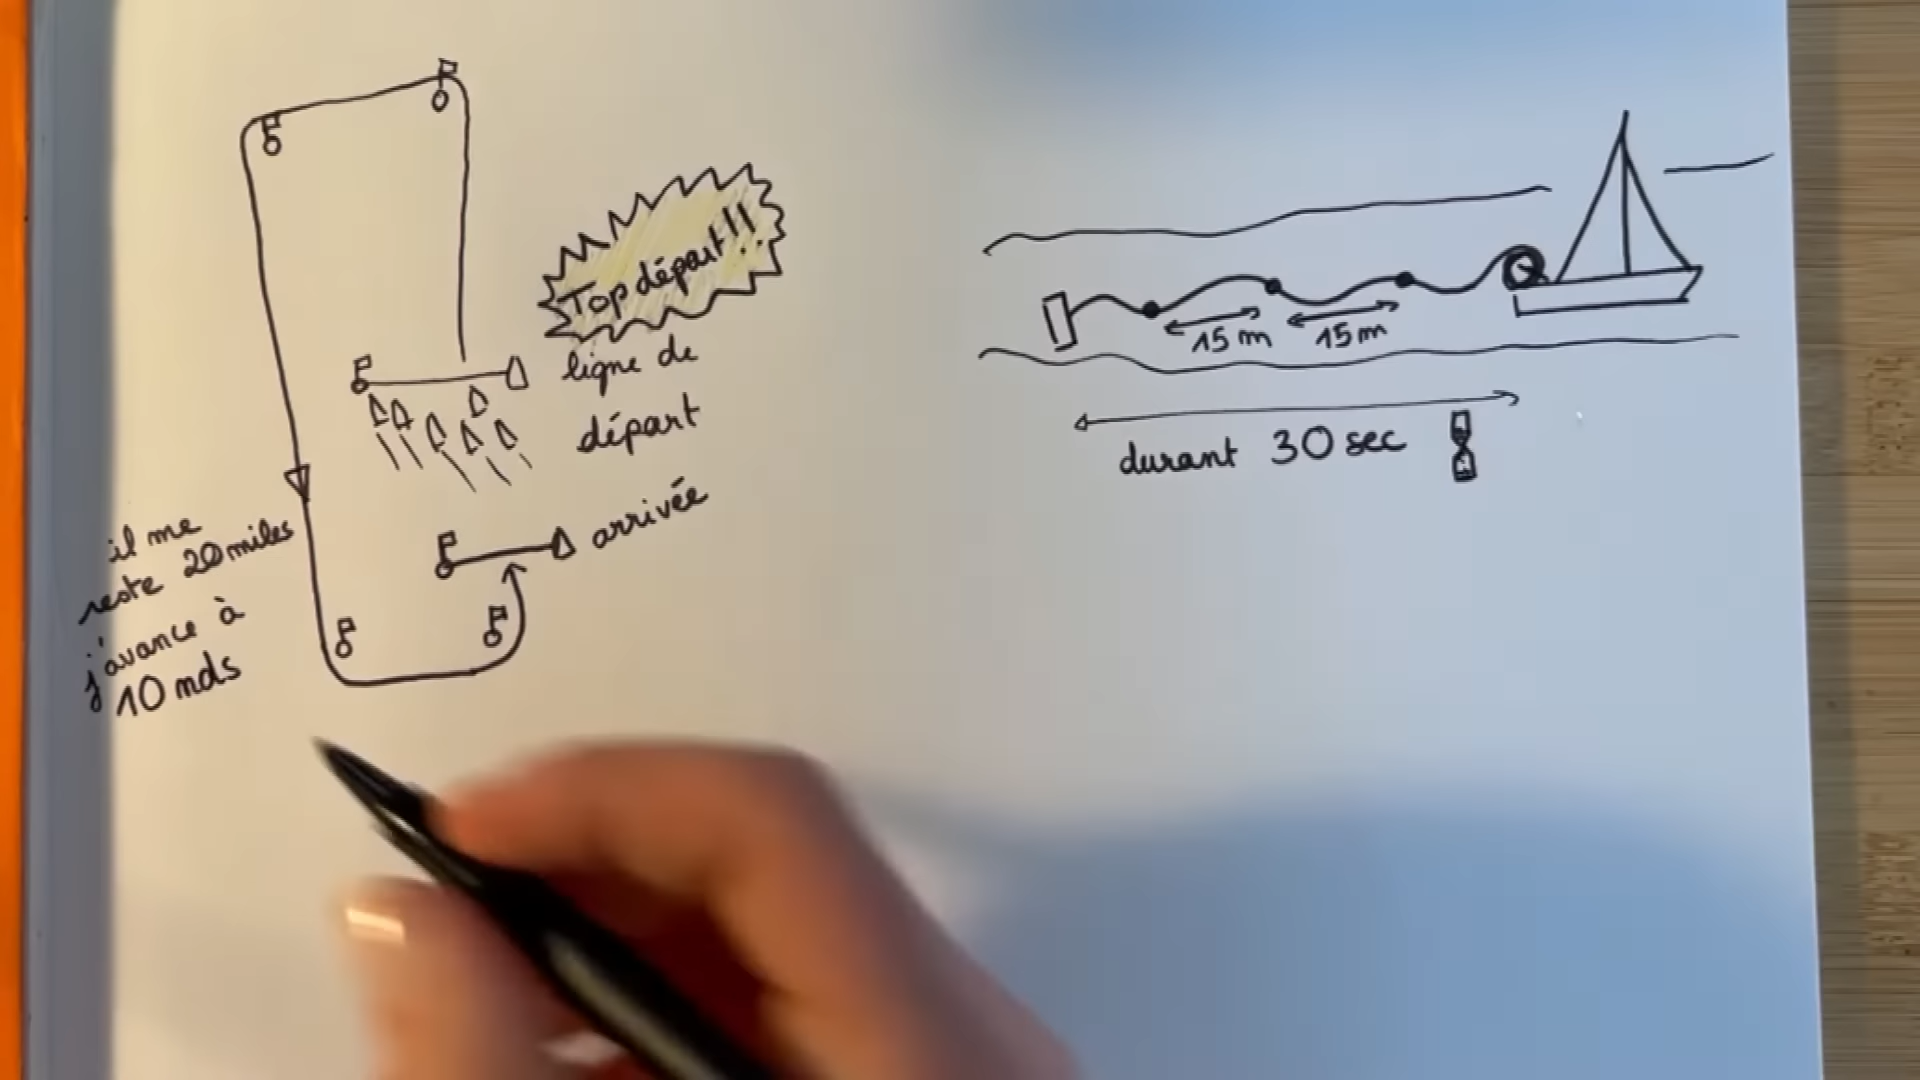 Top départ!!
ligne de
départ
arrivée
il me
reste 20 miles
j'avance à
10 nds
15 m
15 m
durant 30 sec